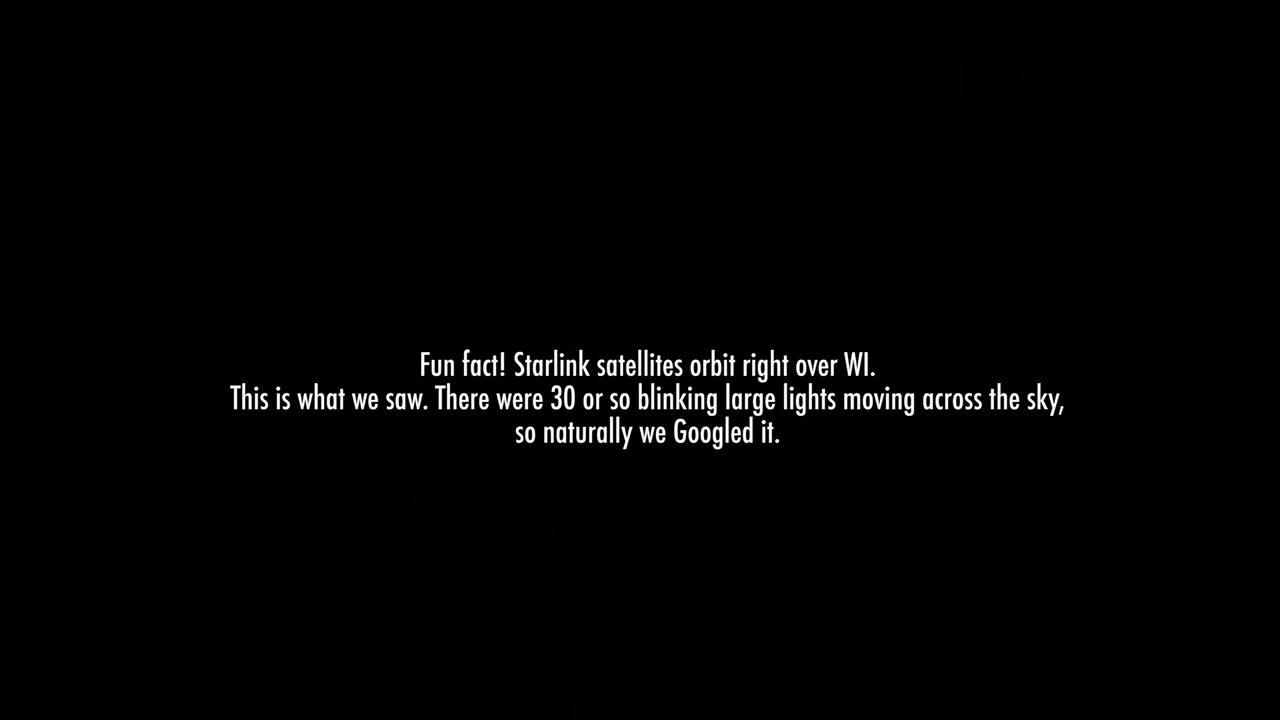 Fun fact! Starlink satellites orbit right over WI.
This is what we saw. There were 30 or so blinking large lights moving across the sky,
so naturally we Googled it.